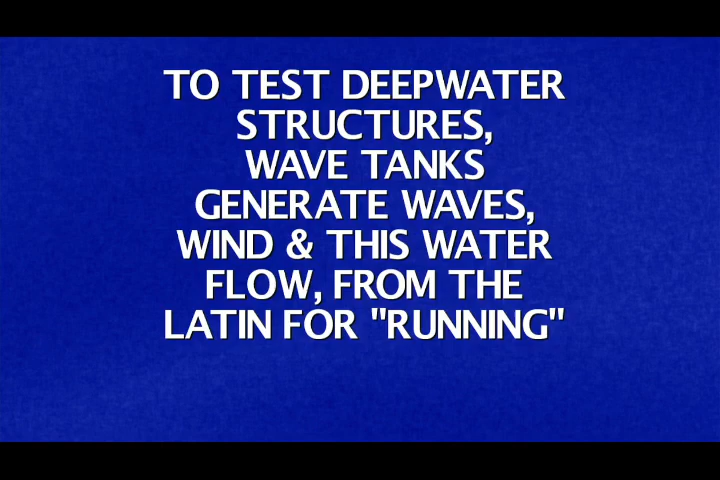 TO TEST DEEPWATER
STRUCTURES,
WAVE TANKS
GENERATE WAVES,
WIND & THIS WATER
FLOW, FROM THE
LATIN FOR "RUNNING"